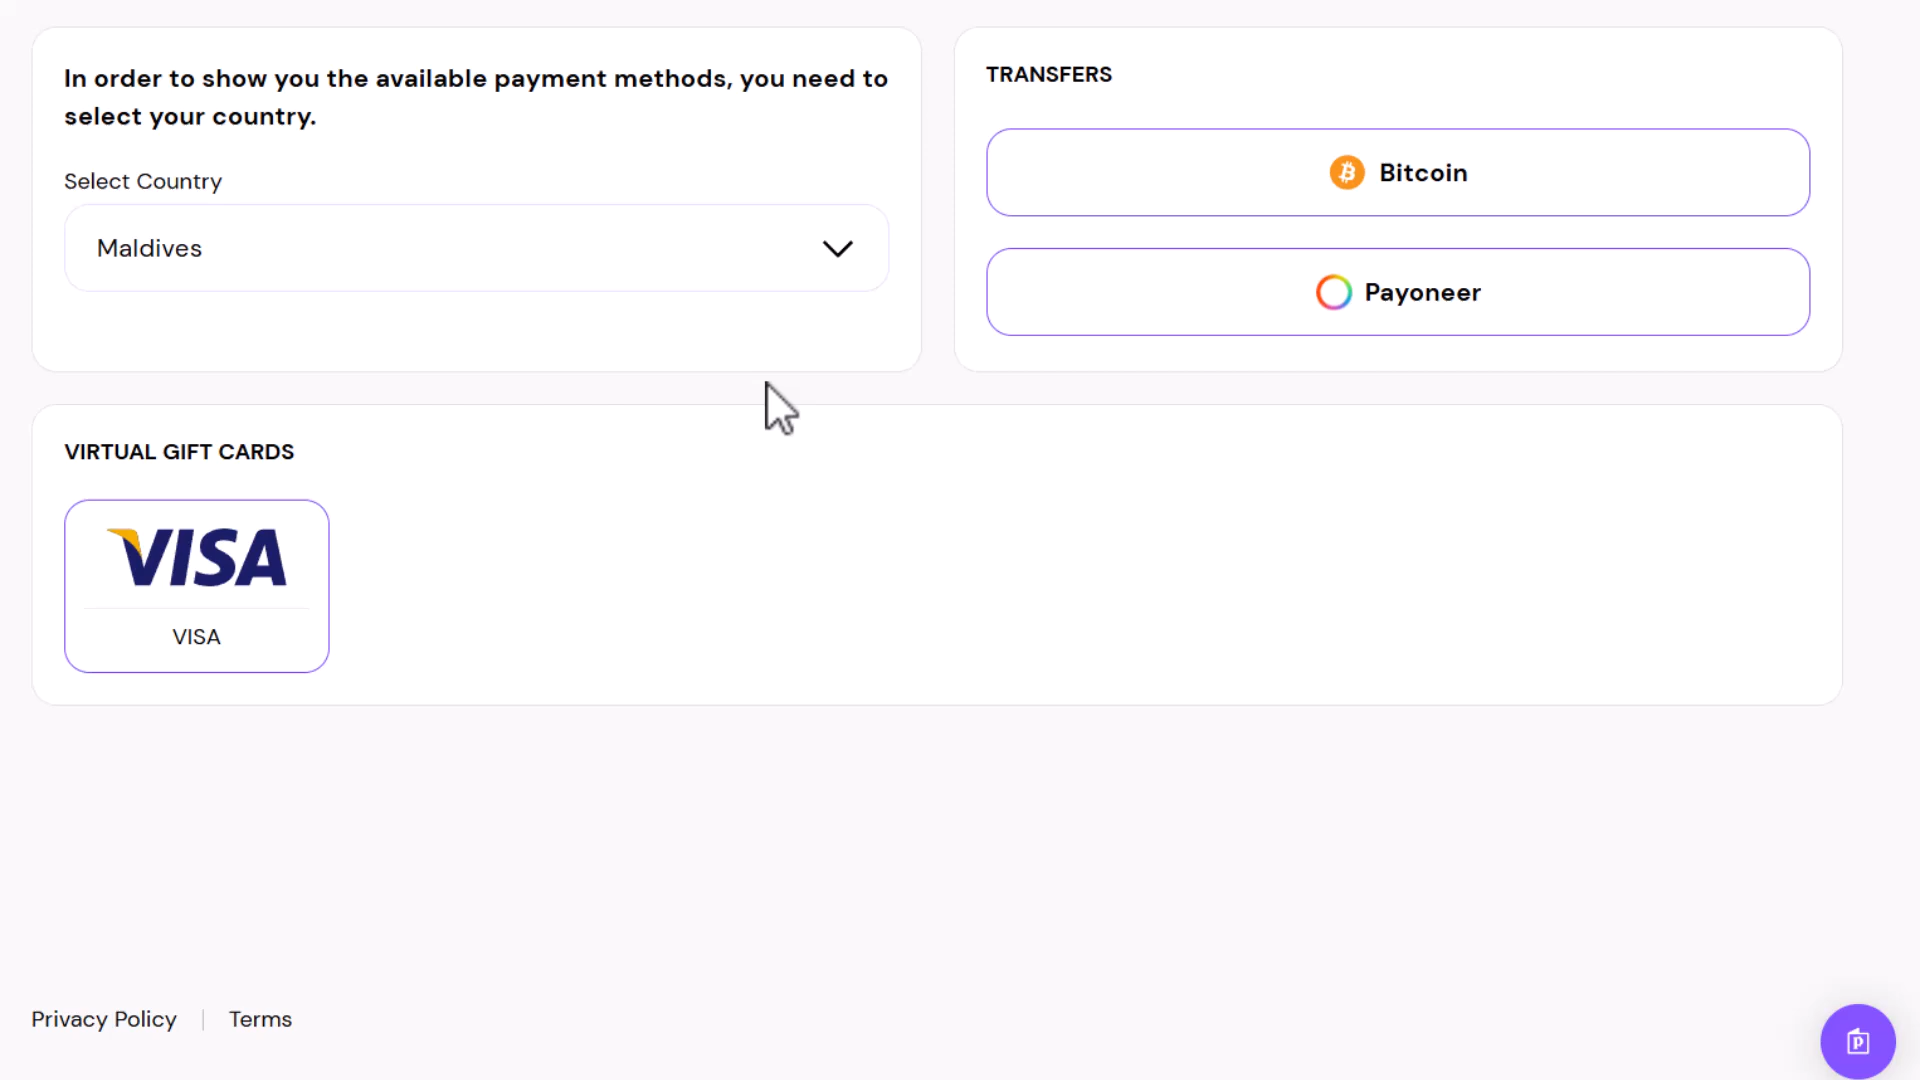 In order to show you the available payment methods, you need to
select your country.
Select Country
Maldives
TRANSFERS
Bitcoin
Payoneer
VIRTUAL GIFT CARDS
VISA
VISA
Privacy Policy
Terms